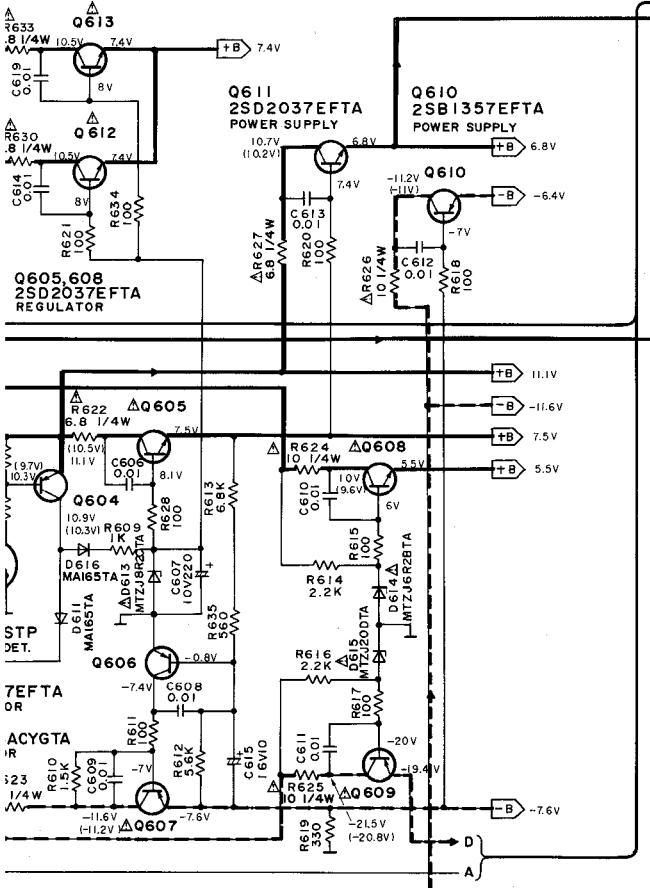 Q613
R633
.8 1/4W
10.5V
7.4V
+B 7.4V
C619
0.01
8V
Q612
R630
.8 1/4W
10.5V
7.4V
C614
0.01
8V
R634
100
R621
100
Q611
2SD2037EFTA
POWER SUPPLY
Q610
2SB1357EFTA
POWER SUPPLY
10.7V
(10.2V)
6.8V
+B 6.8V
7.4V
Q610
-11.2V
(-11V)
-B -6.4V
-7V
C613
0.01
R627
6.8 1/4W
R620
100
C612
0.01
R626
10 1/4W
R618
100
Q605,608
2SD2037EFTA
REGULATOR
+B 11.1V
-B -11.6V
+B 7.5V
+B 5.5V
R622
6.8 1/4W
(10.5V)
11.1V
Q605
7.5V
C606
0.01
8.1V
(9.7V)
10.3V
Q604
10.9V
(10.3V)
R609
1K
R628
100
R613
6.8K
D616
MA165TA
D613
MTZJ8R2CTA
C607
10V220
D611
MA165TA
R635
560
R624
10 1/4W
Q608
5.5V
C610
0.01
10V
(9.6V)
6V
R615
100
R614
2.2K
D614
MTZJ6R2BTA
D615
MTZJ20DTA
R616
2.2K
R617
100
STP
DET.
Q606
-0.8V
-7.4V
C608
0.01
7EFTA
OR
ACYGTA
R
R611
100
R612
5.6K
C615
16V10
R610
1.5K
C609
0.01
-7V
623
1/4W
-11.6V
(-11.2V)
Q607
-7.6V
C611
0.01
-20V
-19.4V
R625
10 1/4W
Q609
-21.5V
(-20.8V)
R619
330
-B -7.6V
D
A